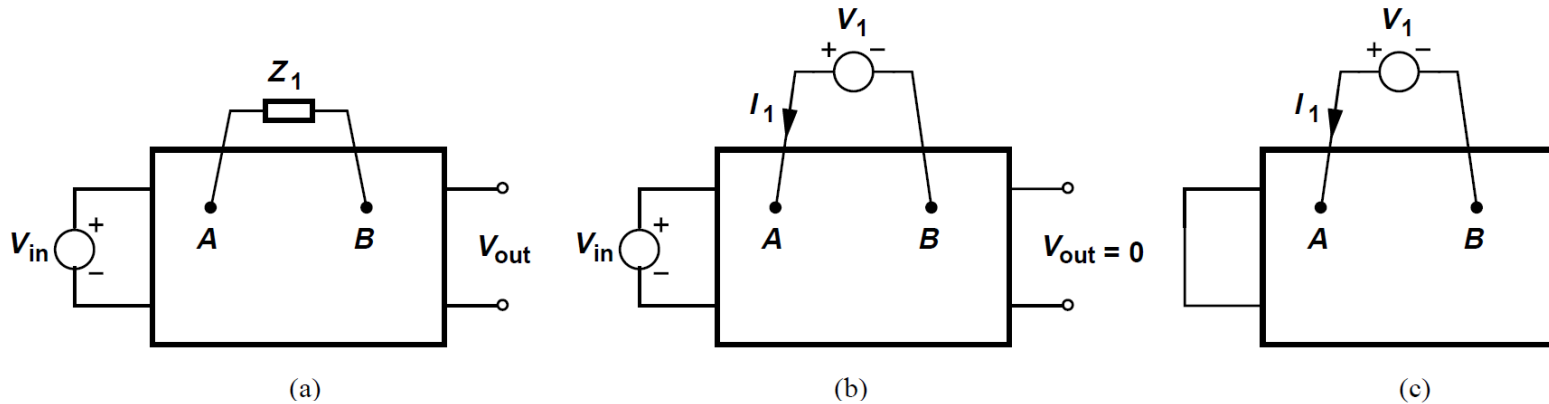 Z1
A
B
Vin
+
–
Vout
(a)
V1
+
–
I1
A
B
Vin
+
–
Vout = 0
(b)
V1
+
–
I1
A
B
(c)